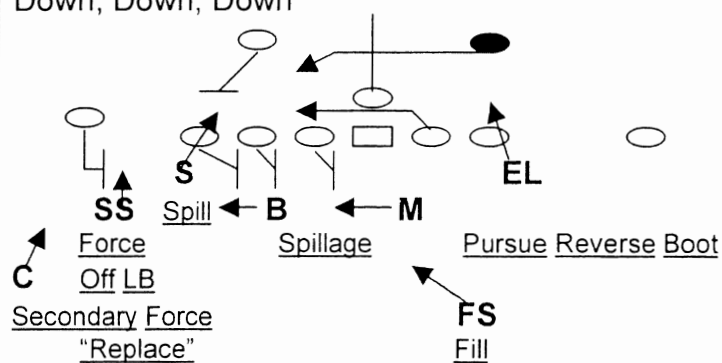 Down, Down, Down
S EL
SS Spill B M
Force Spillage Pursue Reverse Boot
C Off LB
Secondary Force FS
"Replace" Fill